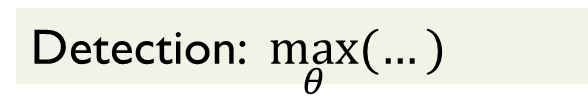 Detection: max(...)
θ